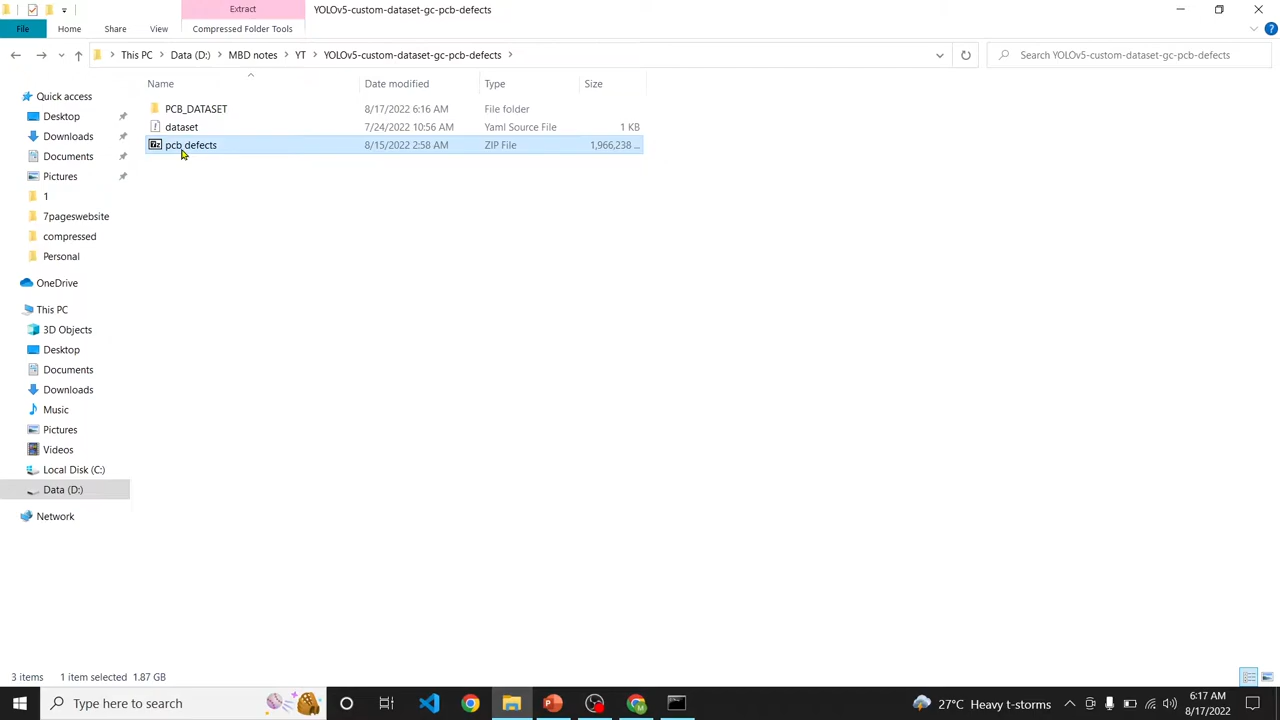 Extract
YOLOv5-custom-dataset-gc-pcb-defects
File
Home
Share
View
Compressed Folder Tools
This PC
Data (D:)
MBD notes
YT
YOLOv5-custom-dataset-gc-pcb-defects
Search YOLOv5-custom-dataset-gc-pcb-defects
Name
Date modified
Type
Size
PCB_DATASET
8/17/2022 6:16 AM
File folder
dataset
7/24/2022 10:56 AM
Yaml Source File
1 KB
pcb defects
8/15/2022 2:58 AM
ZIP File
1,966,238 ...
Quick access
Desktop
Downloads
Documents
Pictures
1
7pageswebsite
compressed
Personal
OneDrive
This PC
3D Objects
Desktop
Documents
Downloads
Music
Pictures
Videos
Local Disk (C:)
Data (D:)
Network
3 items
1 item selected 1.87 GB
Type here to search
27°C Heavy t-storms
6:17 AM
8/17/2022